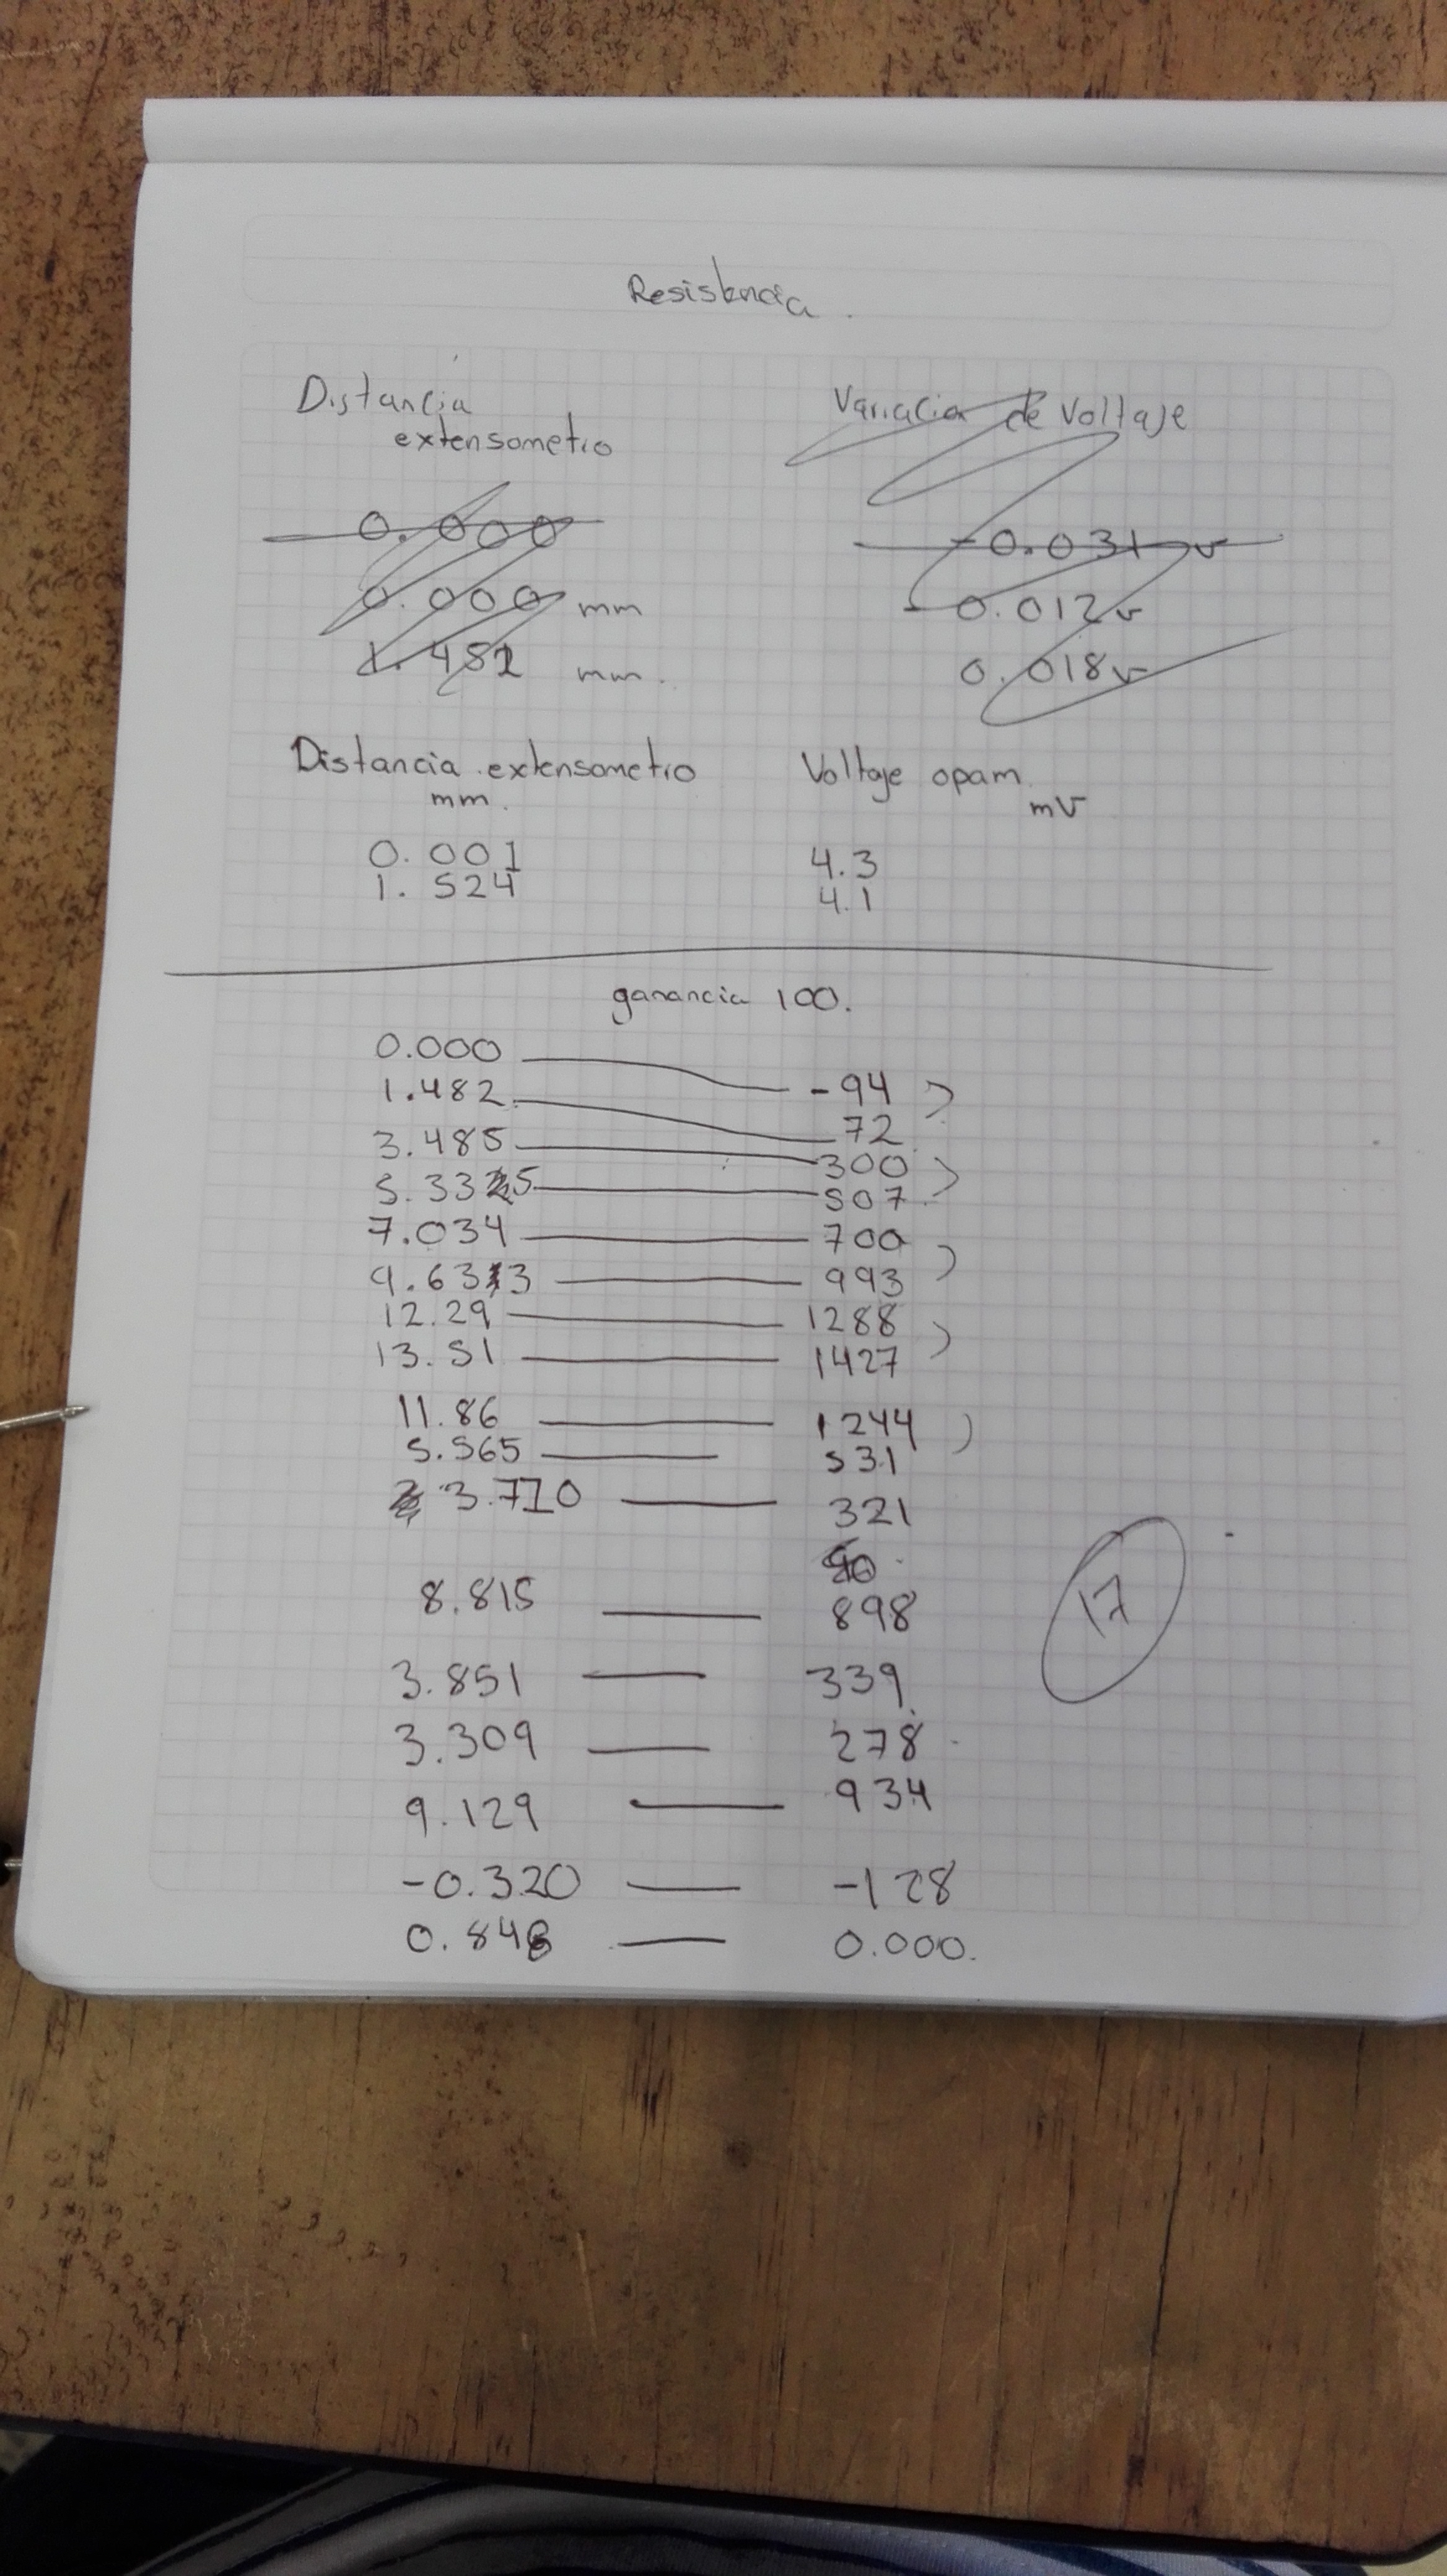 Resistencia.
Distancia extensometro
Variacion de Voltaje
0.000 -0.031 v
0.000 mm -0.012 v
1.482 mm. 0.018 v
Distancia extensometro mm.
Voltaje opam mV
0.001 4.3
1.524 4.1
ganancia 100.
0.000 — -94
1.482 — 72
3.485 — 300
5.335 — 507
7.034 — 700
9.633 — 993
12.29 — 1288
13.51 — 1427
11.86 — 1244
5.565 — 531
3.710 — 321
8.815 — 898
17
3.851 — 339
3.309 — 278
9.129 — 934
-0.320 — -128
0.846 — 0.000.